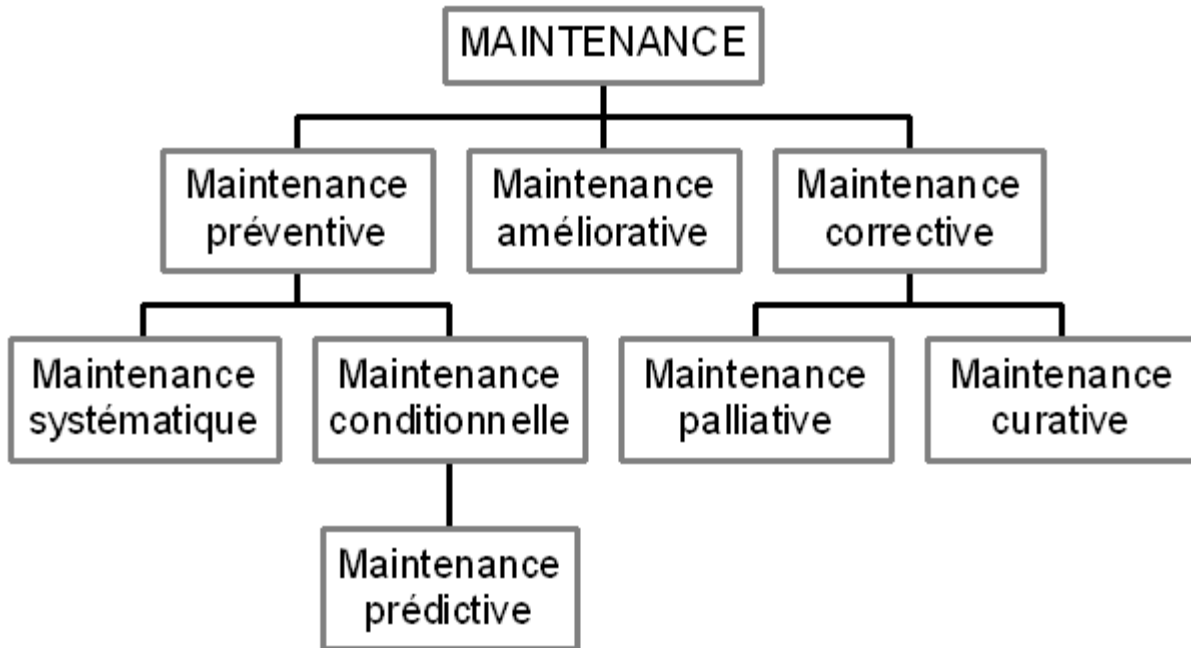 MAINTENANCE
Maintenance
préventive
Maintenance
améliorative
Maintenance
corrective
Maintenance
systématique
Maintenance
conditionnelle
Maintenance
palliative
Maintenance
curative
Maintenance
prédictive